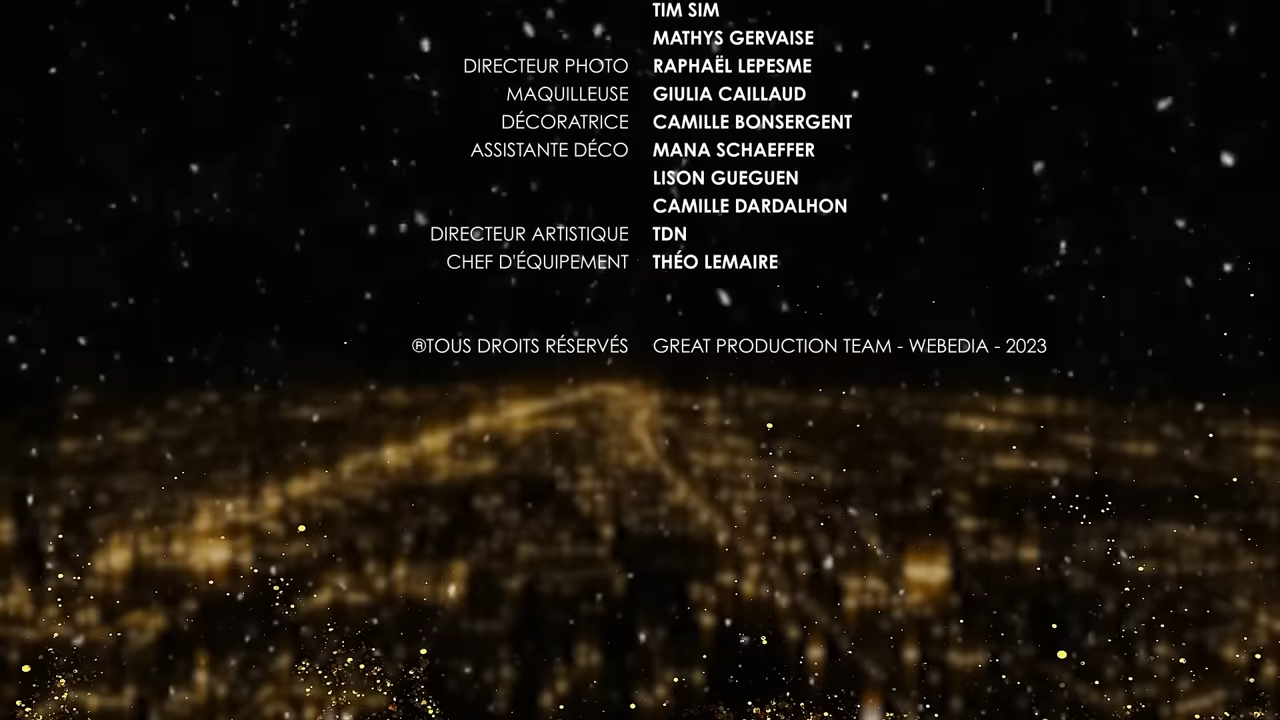 TIM SIM
MATHYS GERVAISE
DIRECTEUR PHOTO RAPHAËL LEPESME
MAQUILLEUSE GIULIA CAILLAUD
DÉCORATRICE CAMILLE BONSERGENT
ASSISTANTE DÉCO MANA SCHAEFFER
LISON GUEGUEN
CAMILLE DARDALHON
DIRECTEUR ARTISTIQUE TDN
CHEF D'ÉQUIPEMENT THÉO LEMAIRE
®TOUS DROITS RÉSERVÉS GREAT PRODUCTION TEAM - WEBEDIA - 2023